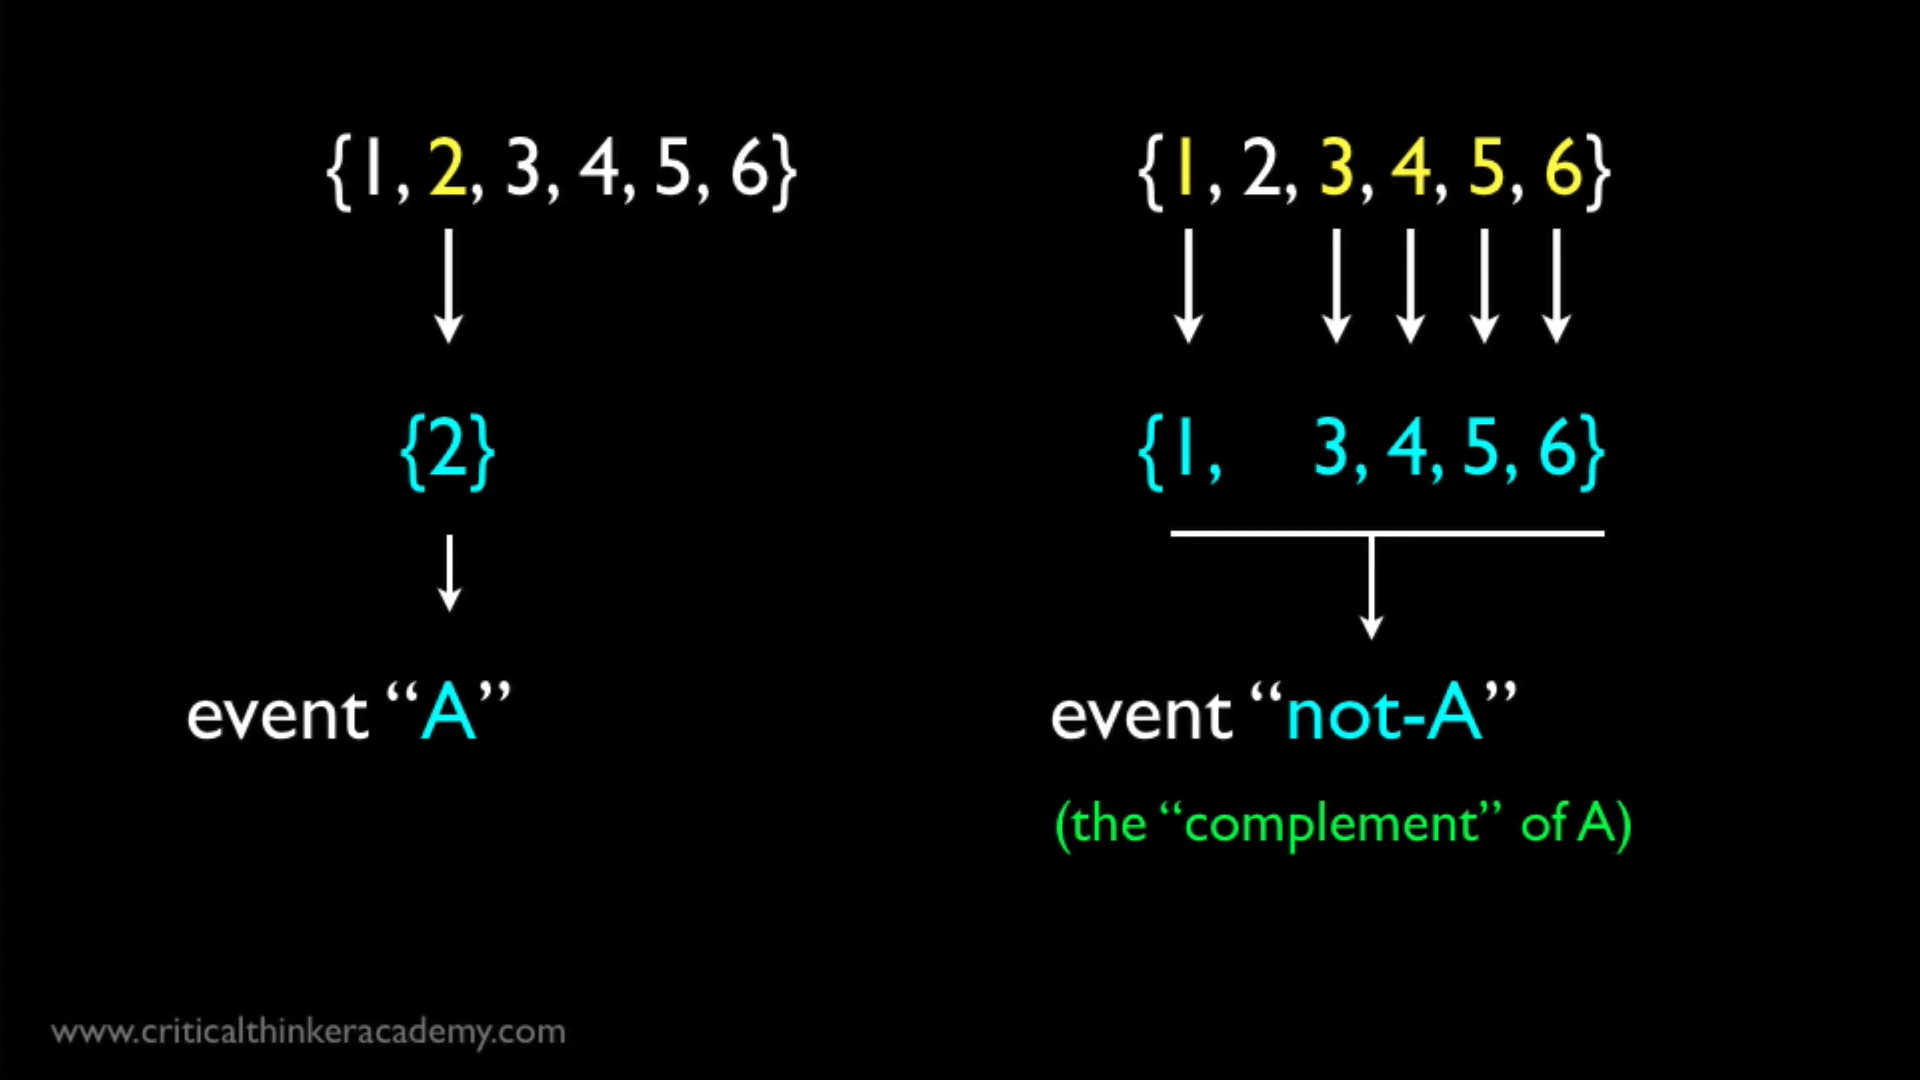 {1, 2, 3, 4, 5, 6}
{2}
event “A”
{1, 2, 3, 4, 5, 6}
{1, 3, 4, 5, 6}
event “not-A”
(the “complement” of A)
www.criticalthinkeracademy.com